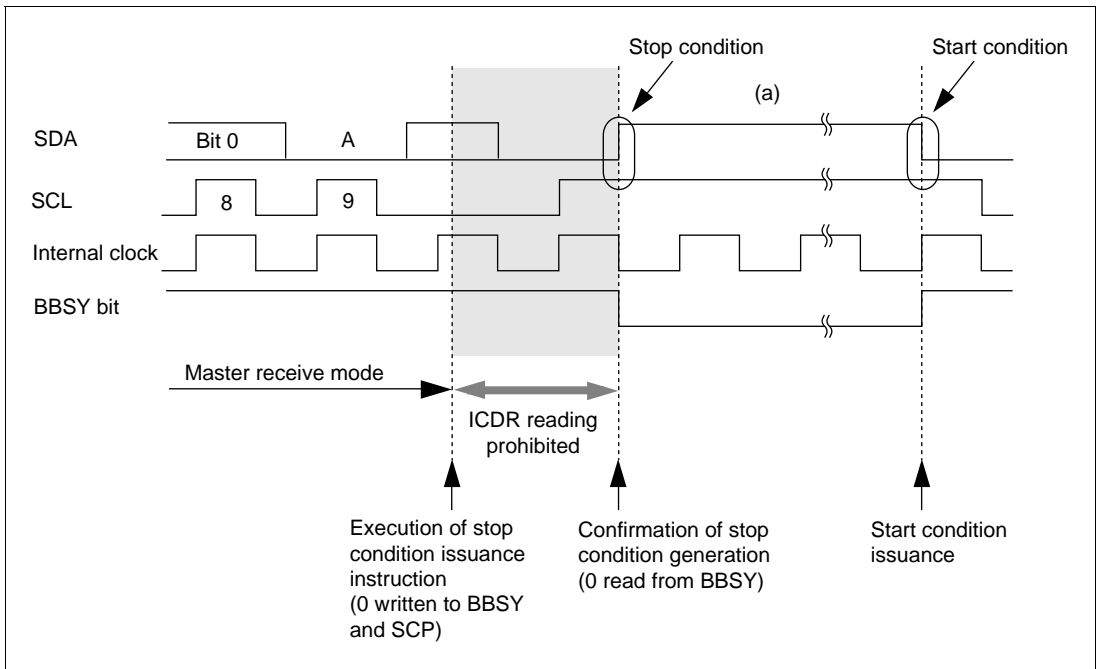 Stop condition
Start condition
(a)
SDA
Bit 0
A
SCL
8
9
Internal clock
BBSY bit
Master receive mode
ICDR reading
prohibited
Execution of stop
condition issuance
instruction
(0 written to BBSY
and SCP)
Confirmation of stop
condition generation
(0 read from BBSY)
Start condition
issuance